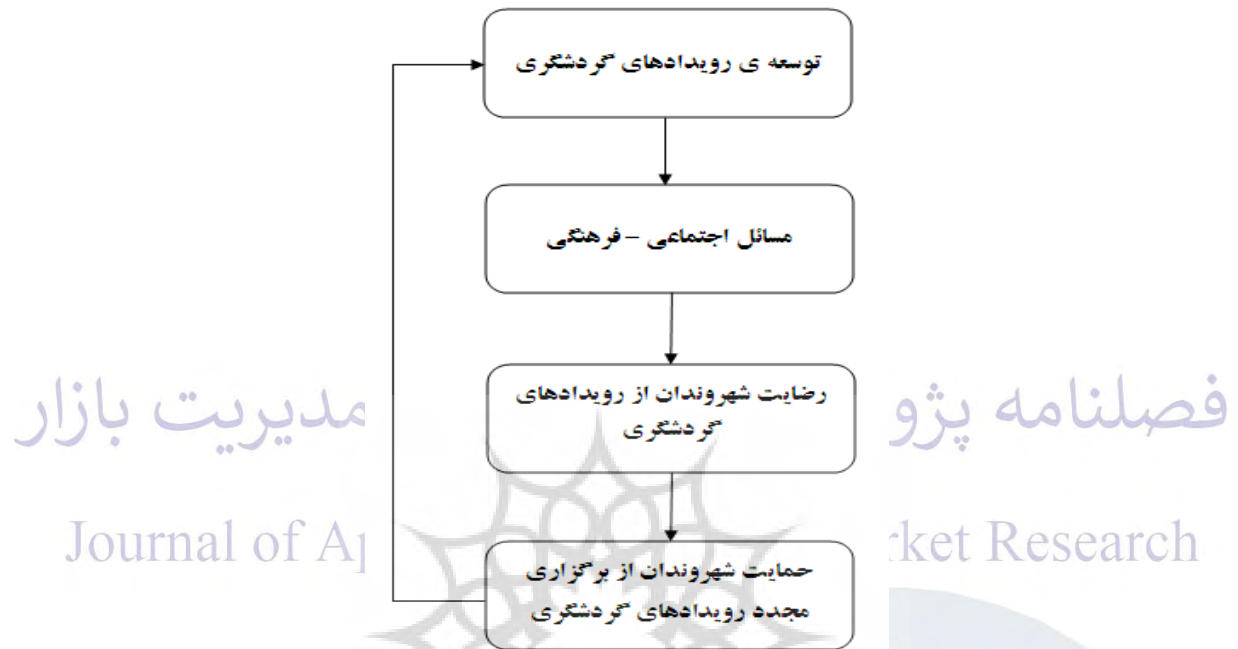 توسعه ی رویدادهای گردشگری
مسائل اجتماعی – فرهنگی
رضایت شهروندان از رویدادهای
گردشگری
فصلنامه پژو
مدیریت بازار
Journal of Ap
rket Research
حمایت شهروندان از برگزاری
مجدد رویدادهای گردشگری